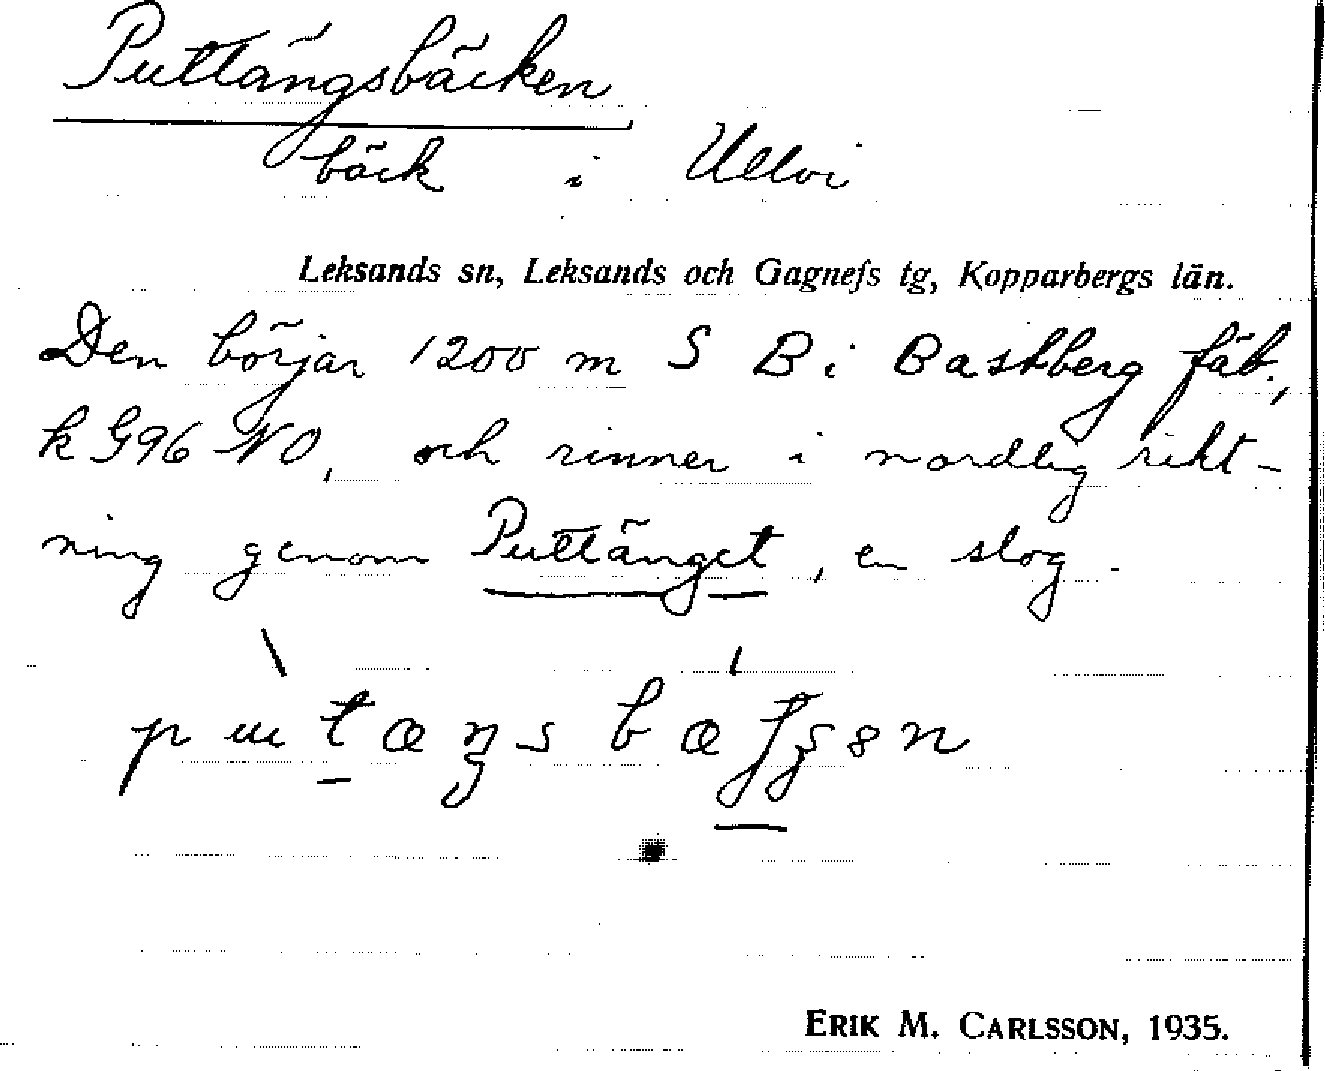 Puttängsbäcken
bäck i Ullvi
Leksands sn, Leksands och Gagnefs tg, Kopparbergs län.
Den börjar 1200 m S B i Bastberg fäb.,
k G96 NO, och rinner i nordlig rikt-
ning genom Puttänget, en slog.
ERIK M. CARLSSON, 1935.